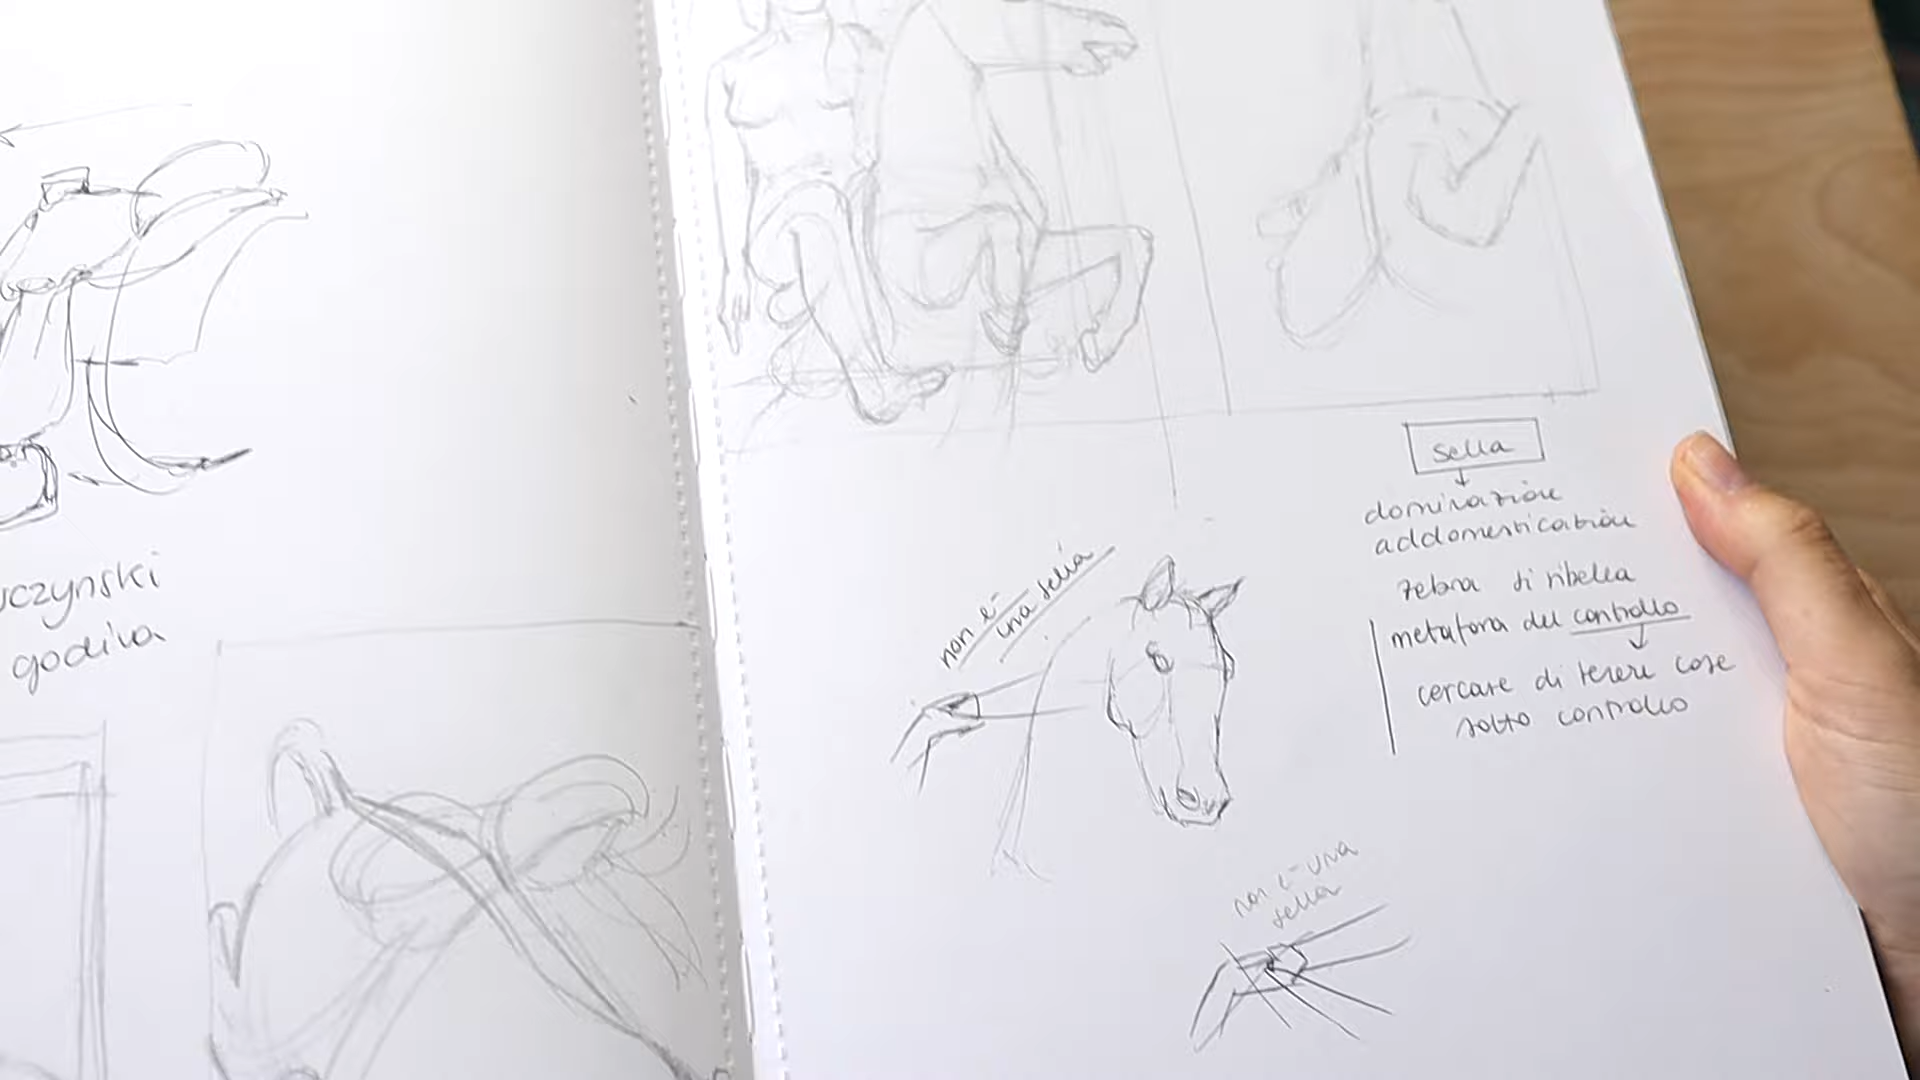 godiva
sella
dominazione
addomesticazione
zebra si ribella
metafora del controllo
cercare di tenere cose
sotto controllo
non è
una sella
non è una
sella